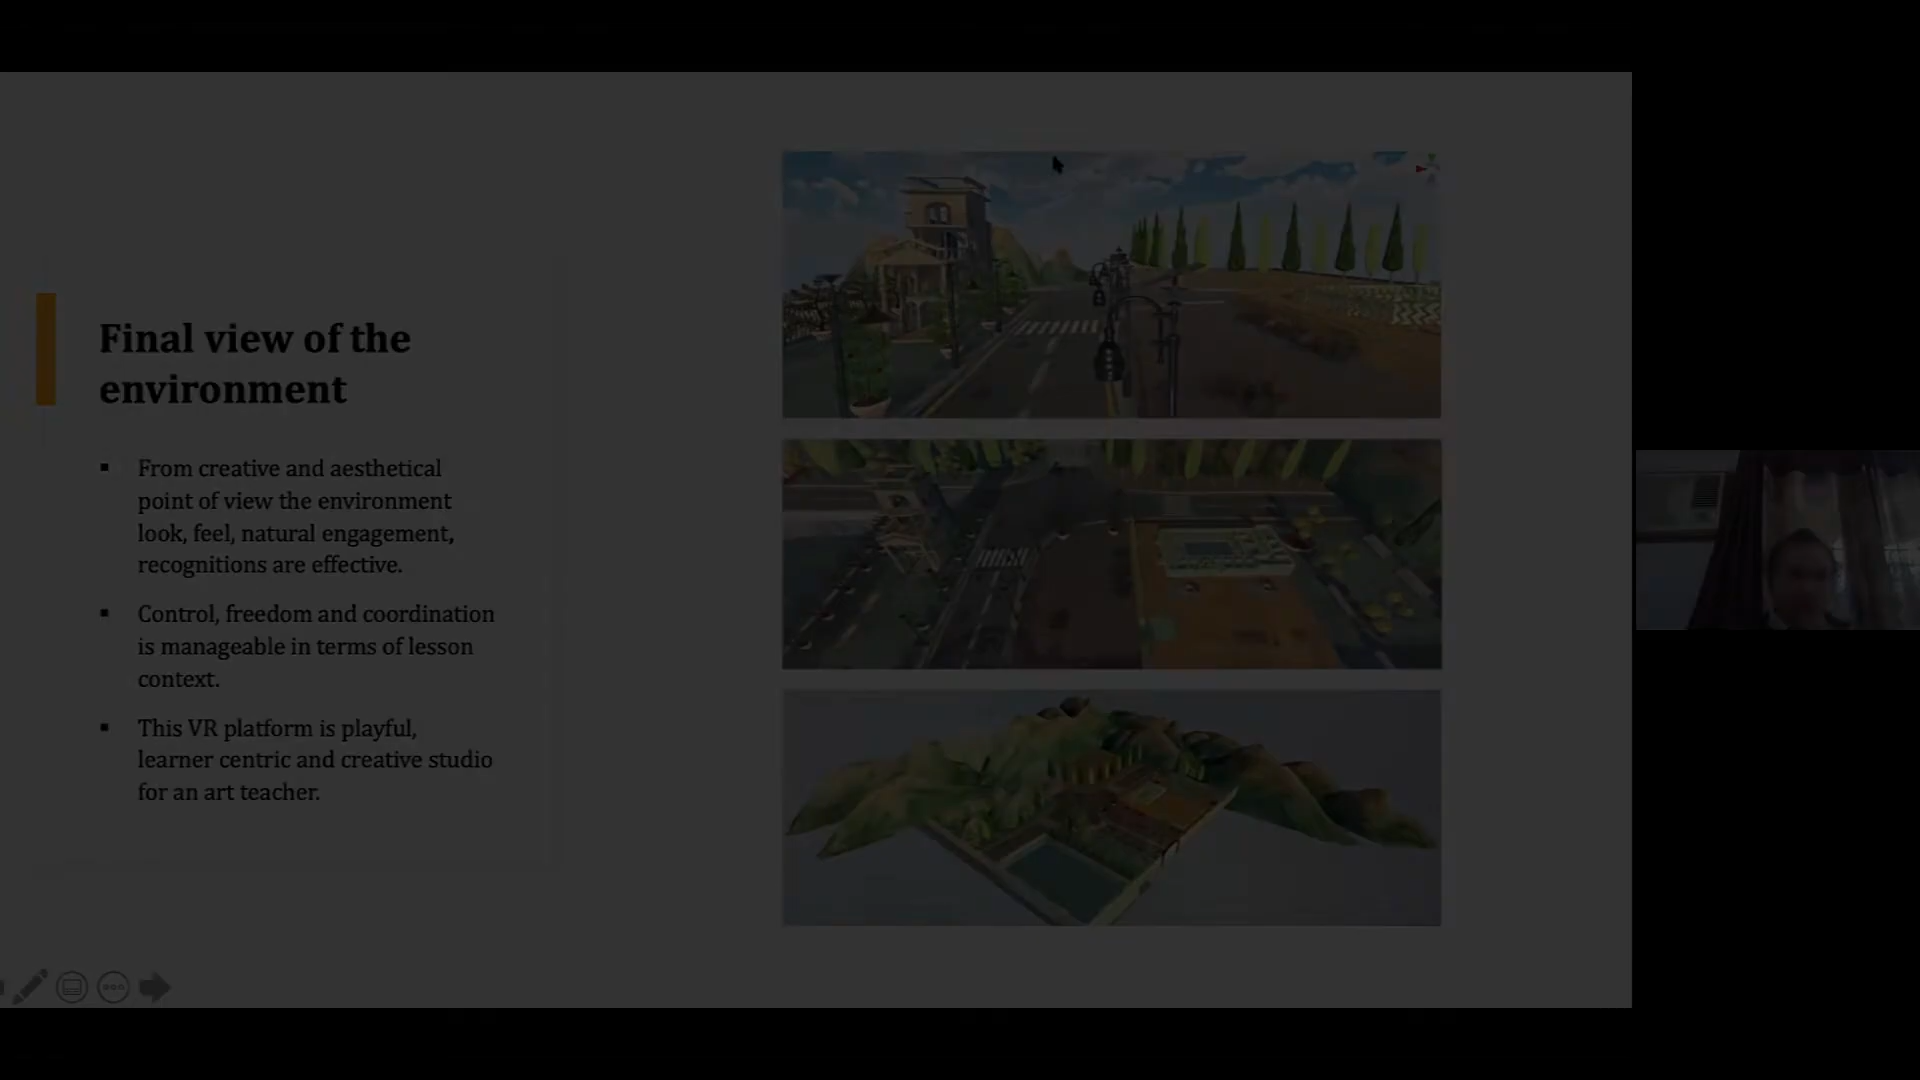 Final view of the
environment
▪ From creative and aesthetical
point of view the environment
look, feel, natural engagement,
recognitions are effective.
▪ Control, freedom and coordination
is manageable in terms of lesson
context.
▪ This VR platform is playful,
learner centric and creative studio
for an art teacher.